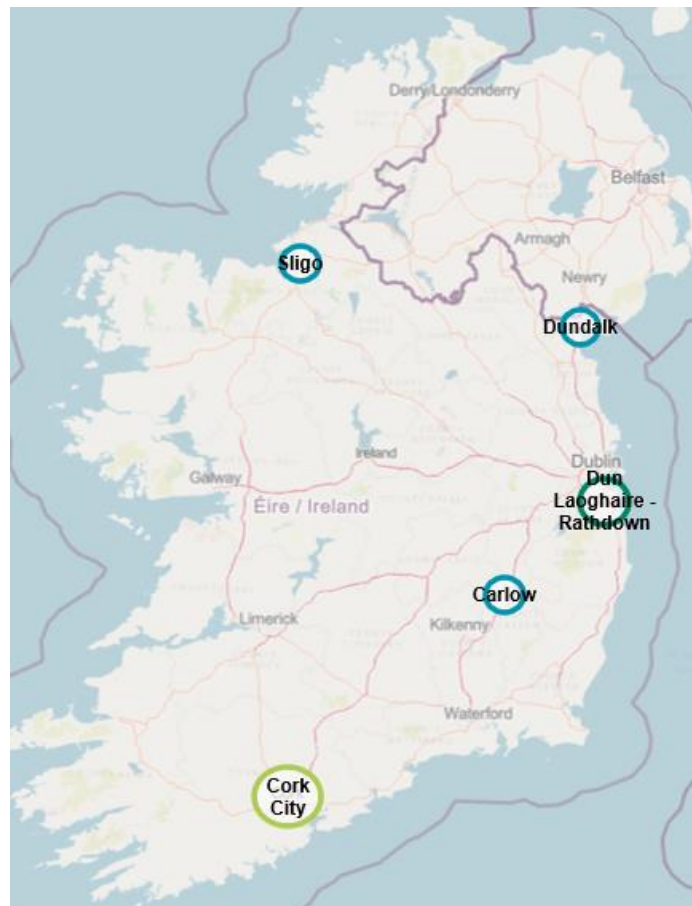 Derry/Londonderry
Belfast
Sligo
Armagh
Newry
Dundalk
Ireland
Dublin
Galway
Dun
Laoghaire -
Rathdown
Éire / Ireland
Carlow
Limerick
Kilkenny
Waterford
Cork
City